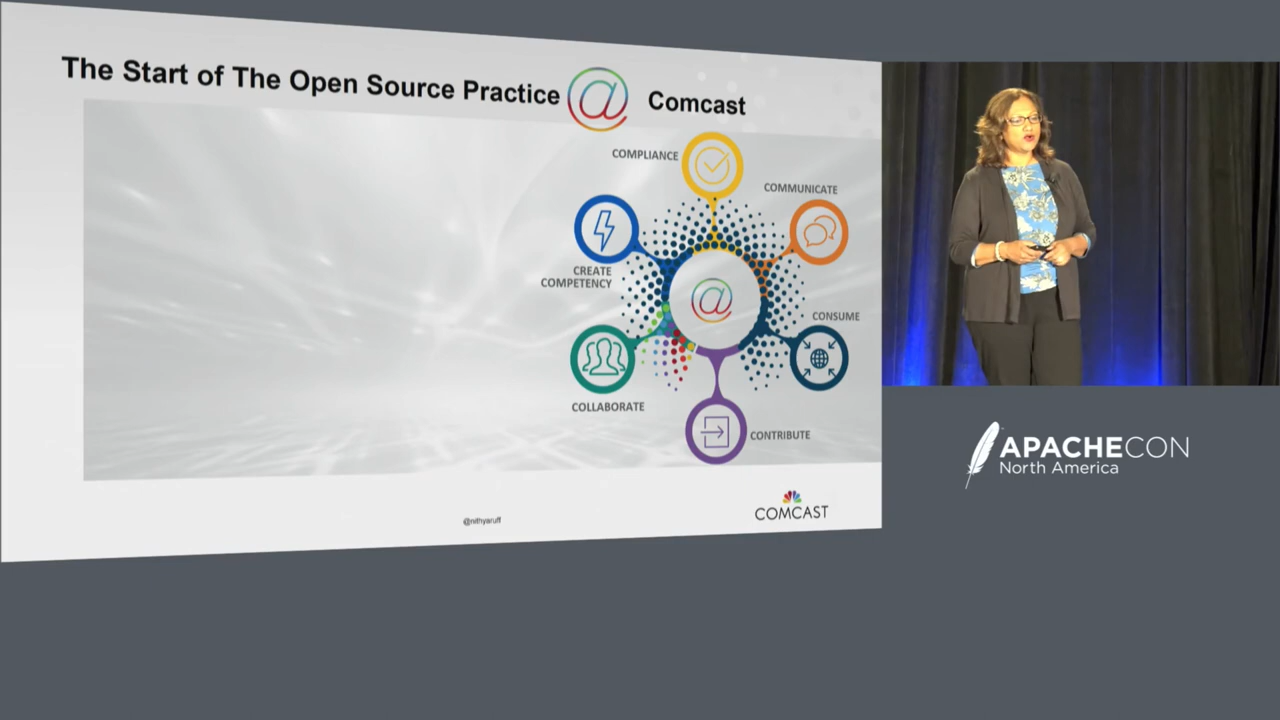 The Start of The Open Source Practice @ Comcast
COMPLIANCE
COMMUNICATE
CREATE
COMPETENCY
CONSUME
COLLABORATE
CONTRIBUTE
@nithyaruff
COMCAST
APACHECON
North America